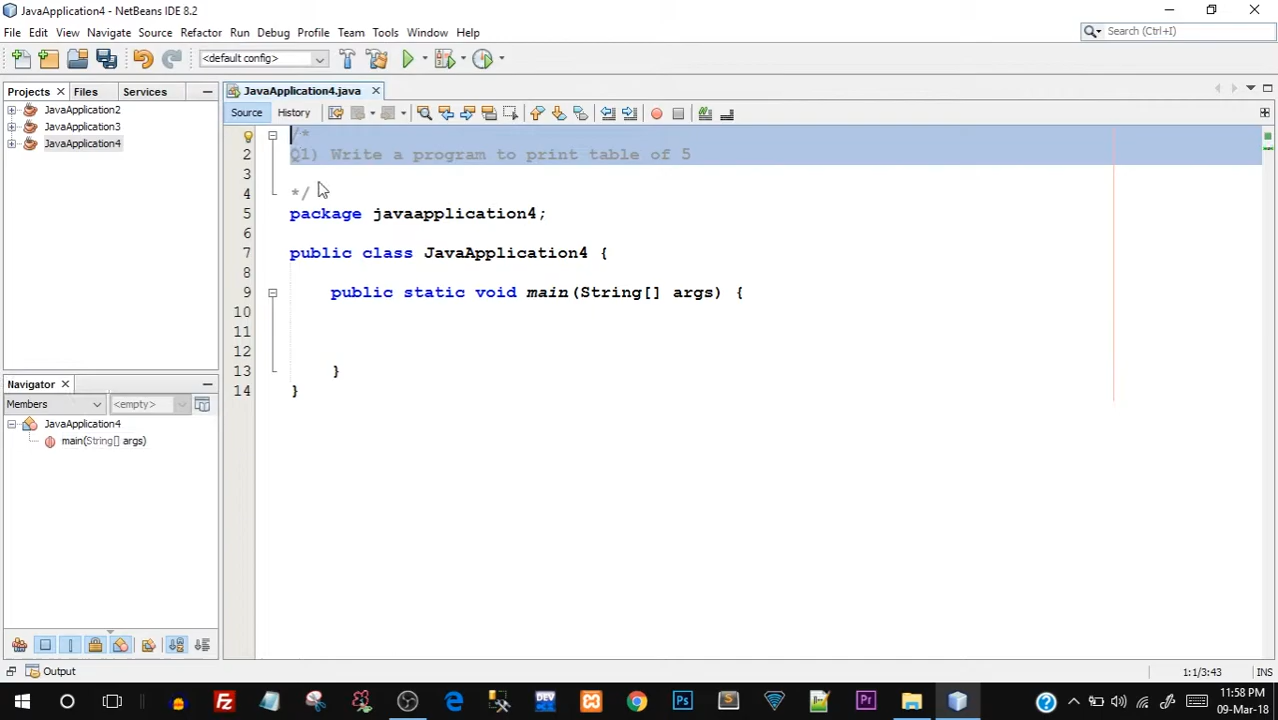 JavaApplication4 - NetBeans IDE 8.2
File Edit View Navigate Source Refactor Run Debug Profile Team Tools Window Help
Search (Ctrl+I)
<default config>
Projects Files Services
JavaApplication4.java
JavaApplication2
JavaApplication3
JavaApplication4
Source History
1 /*
2 Q1) Write a program to print table of 5
3
4 */
5 package javaapplication4;
6
7 public class JavaApplication4 {
8
9 public static void main(String[] args) {
10
11
12
13 }
14 }
Navigator
Members <empty>
JavaApplication4
main(String[] args)
Output
1:1/3:43 INS
11:58 PM
09-Mar-18